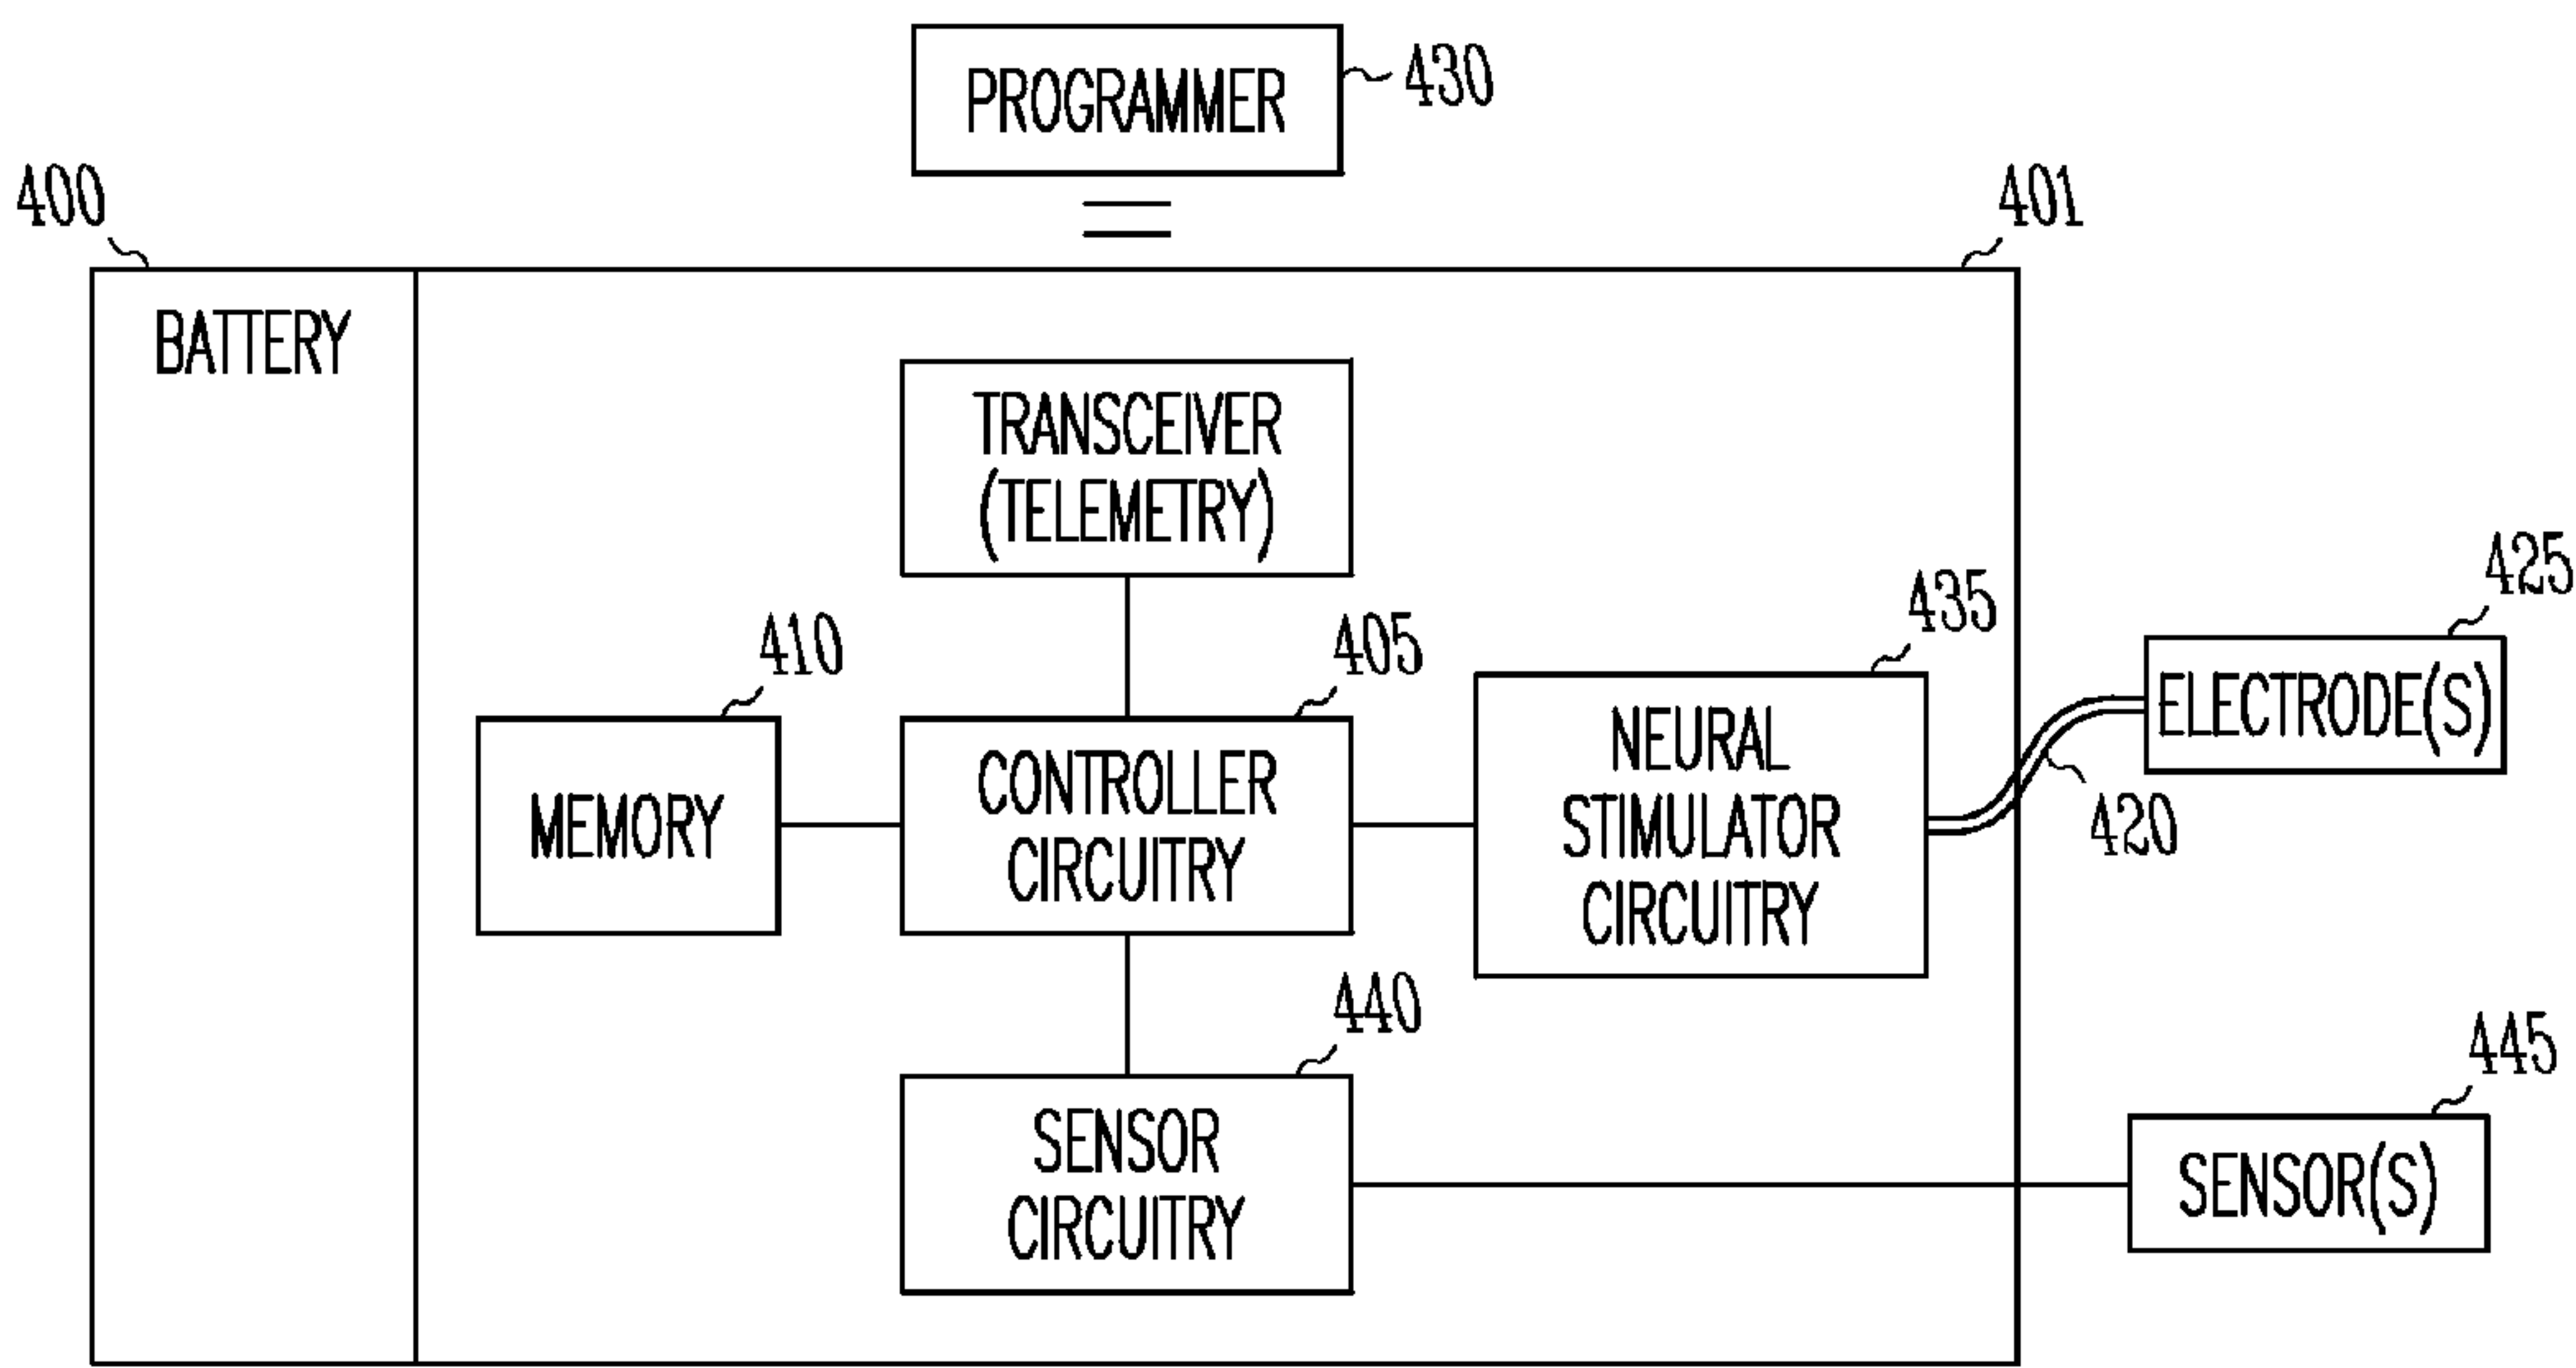 PROGRAMMER
430
400
401
BATTERY
TRANSCEIVER
(TELEMETRY)
425
435
410
405
ELECTRODE(S)
NEURAL
STIMULATOR
CIRCUITRY
CONTROLLER
CIRCUITRY
MEMORY
420
440
445
SENSOR
CIRCUITRY
SENSOR(S)